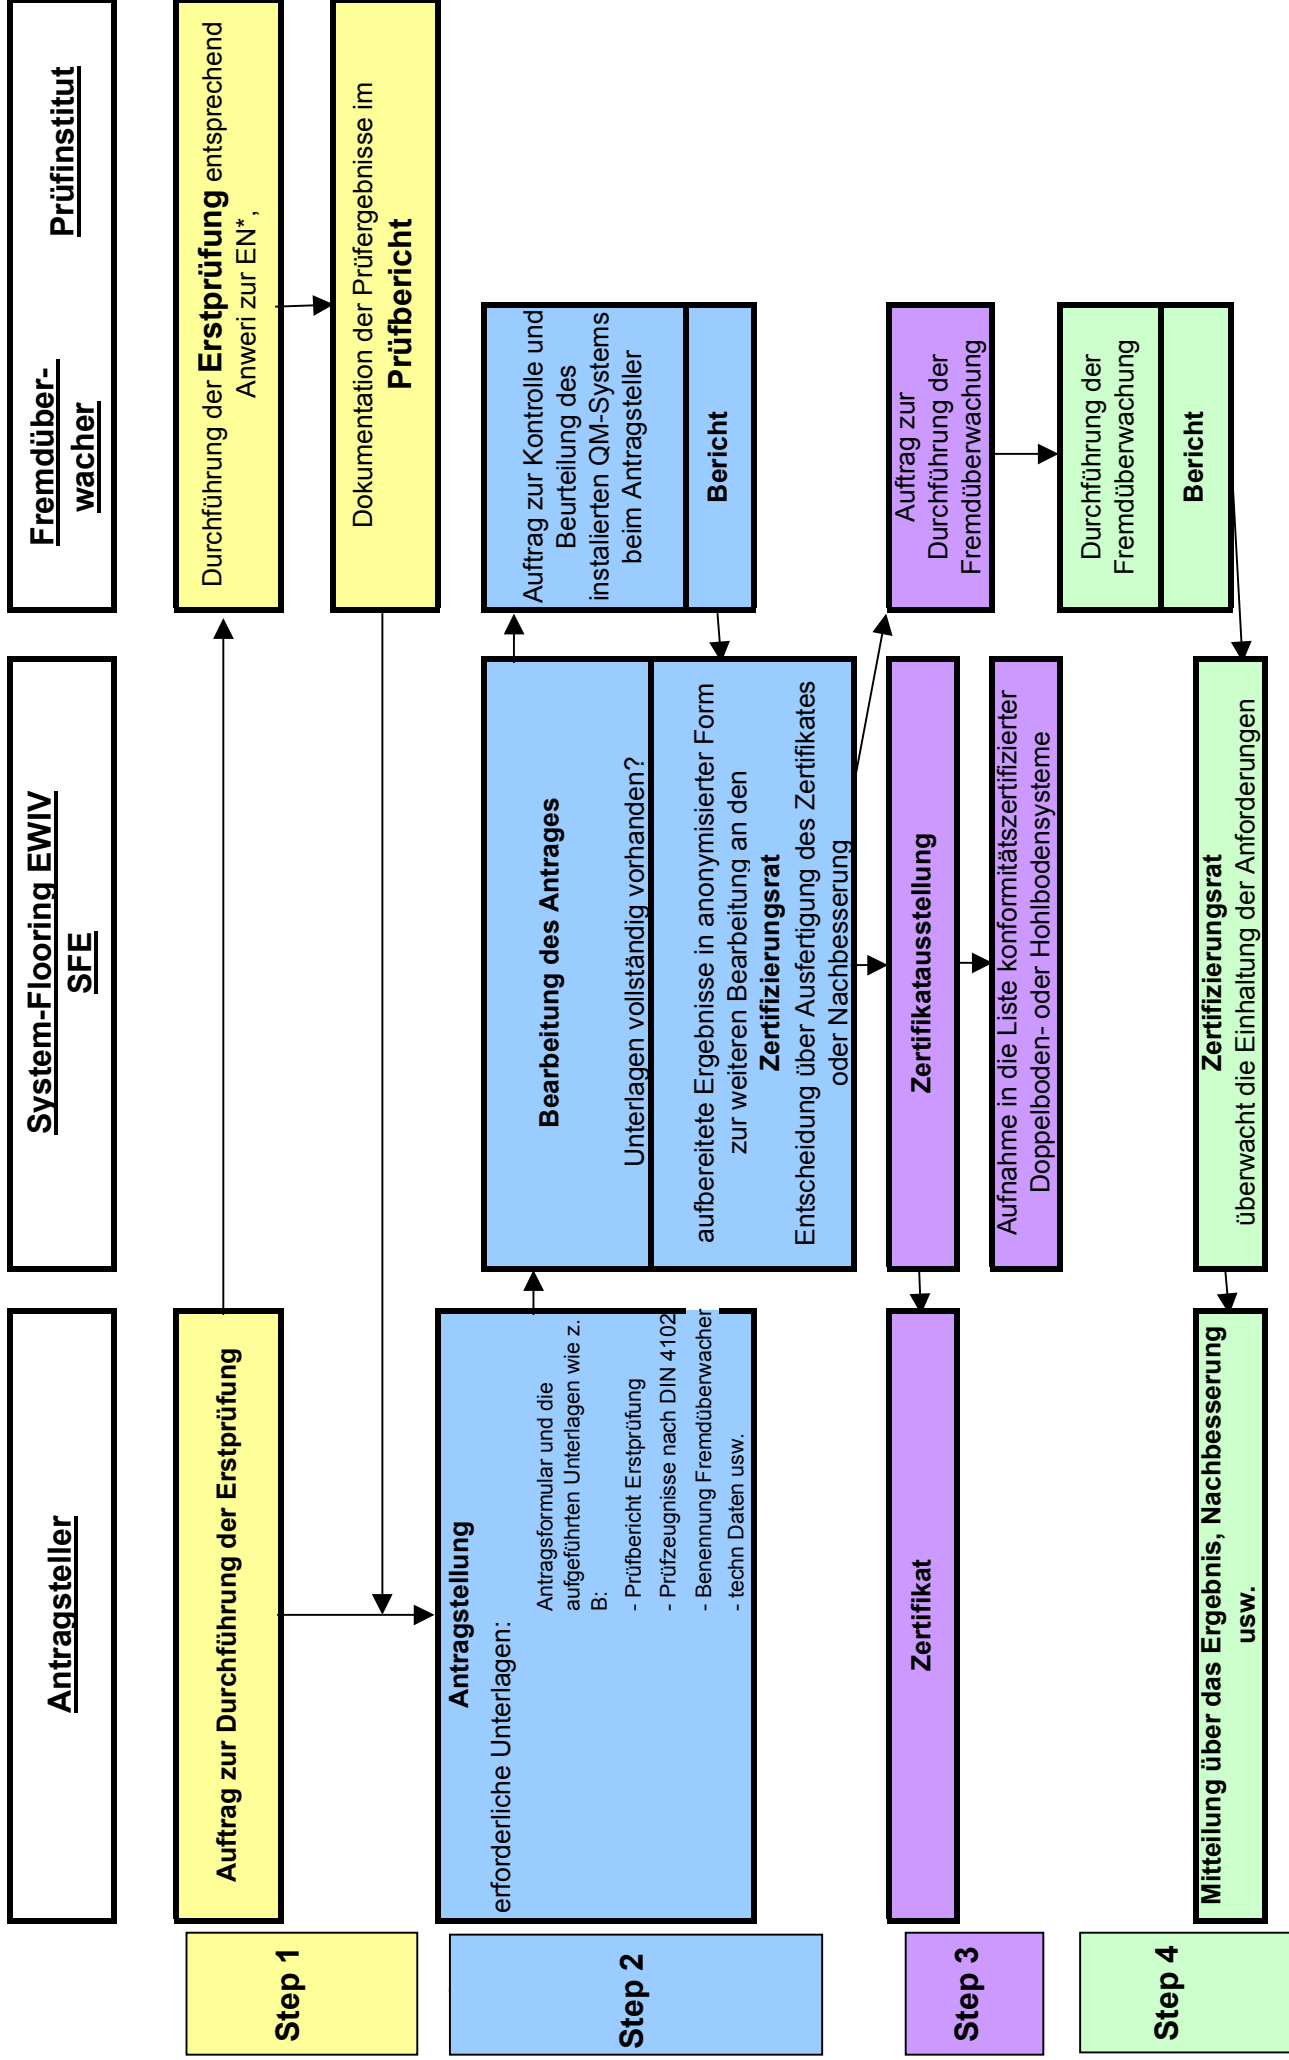 Antragsteller
System-Flooring EWIV
SFE
Fremdüber-
wacher
Prüfinstitut
Step 1
Auftrag zur Durchführung der Erstprüfung
Durchführung der Erstprüfung entsprechend
Anweri zur EN*,
Dokumentation der Prüfergebnisse im
Prüfbericht
Step 2
Antragstellung
erforderliche Unterlagen:
Antragsformular und die
aufgeführten Unterlagen wie z.
B:
- Prüfbericht Erstprüfung
- Prüfzeugnisse nach DIN 4102
- Benennung Fremdüberwacher
- techn Daten usw.
Bearbeitung des Antrages
Unterlagen vollständig vorhanden?
aufbereitete Ergebnisse in anonymisierter Form
zur weiteren Bearbeitung an den
Zertifizierungsrat
Entscheidung über Ausfertigung des Zertifikates
oder Nachbesserung
Auftrag zur Kontrolle und
Beurteilung des
instalierten QM-Systems
beim Antragsteller
Bericht
Step 3
Zertifikat
Zertifikatausstellung
Aufnahme in die Liste konformitätszertifizierter
Doppelboden- oder Hohlbodensysteme
Auftrag zur
Durchführung der
Fremdüberwachung
Step 4
Mitteilung über das Ergebnis, Nachbesserung
usw.
Zertifizierungsrat
überwacht die Einhaltung der Anforderungen
Durchführung der
Fremdüberwachung
Bericht